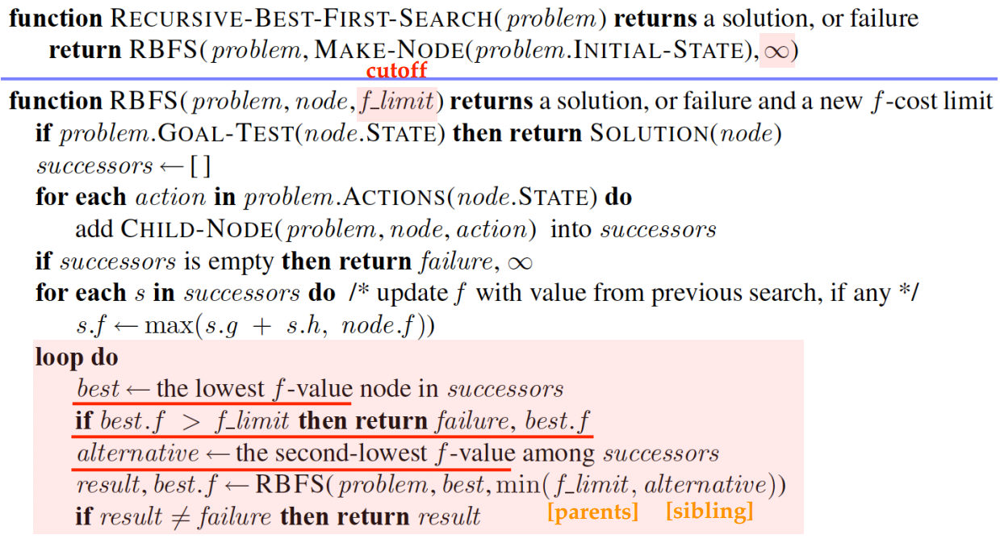 function RECURSIVE-BEST-FIRST-SEARCH(problem) returns a solution, or failure
return RBFS(problem, MAKE-NODE(problem.INITIAL-STATE), ∞)
cutoff
function RBFS(problem, node, f_limit) returns a solution, or failure and a new f-cost limit
if problem.GOAL-TEST(node.STATE) then return SOLUTION(node)
successors ← [ ]
for each action in problem.ACTIONS(node.STATE) do
add CHILD-NODE(problem, node, action) into successors
if successors is empty then return failure, ∞
for each s in successors do /* update f with value from previous search, if any */
s.f ← max(s.g + s.h, node.f))
loop do
best ← the lowest f-value node in successors
if best.f > f_limit then return failure, best.f
alternative ← the second-lowest f-value among successors
result, best.f ← RBFS(problem, best, min(f_limit, alternative))
if result ≠ failure then return result
[parents] [sibling]